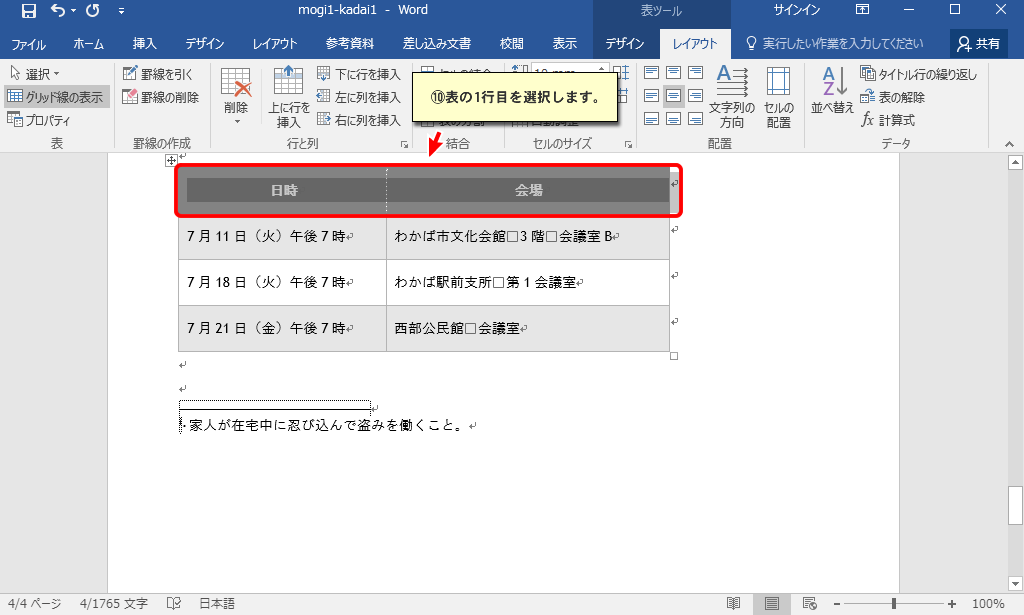 mogi1-kadai1 - Word
表ツール
サインイン
ファイル ホーム 挿入 デザイン レイアウト 参考資料 差し込み文書 校閲 表示 デザイン レイアウト 実行したい作業を入力してください 共有
選択
グリッド線の表示
プロパティ
表
罫線を引く
罫線の削除
罫線の作成
削除
上に行を
挿入
下に行を挿入
左に列を挿入
右に列を挿入
行と列
⑩表の1行目を選択します。
結合
セルのサイズ
文字列の
方向
セルの
配置
配置
並べ替え
タイトル行の繰り返し
表の解除
fx 計算式
データ
日時 会場
7月11日（火）午後7時 わかば市文化会館□3階□会議室B
7月18日（火）午後7時 わかば駅前支所□第1会議室
7月21日（金）午後7時 西部公民館□会議室
家人が在宅中に忍び込んで盗みを働くこと。
4/4 ページ 4/1765 文字 日本語 100%